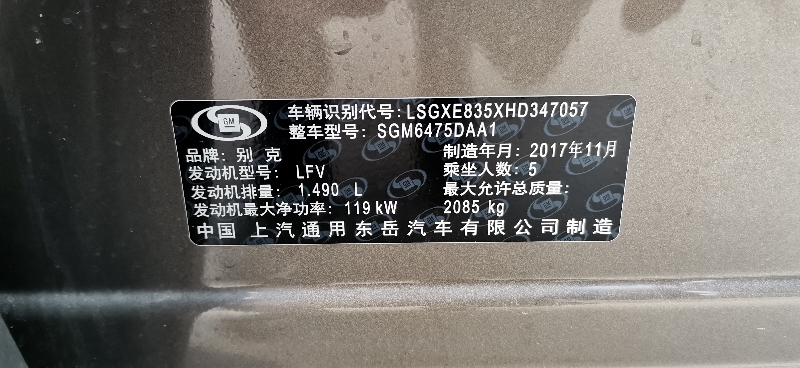 GM
车辆识别代号: LSGXE835XHD347057
整车型号: SGM6475DAA1
品牌: 别克
制造年月: 2017年11月
发动机型号: LFV
乘坐人数: 5
发动机排量: 1.490 L
最大允许总质量:
发动机最大净功率: 119 kW
2085 kg
中国 上汽通用东岳汽车有限公司制造